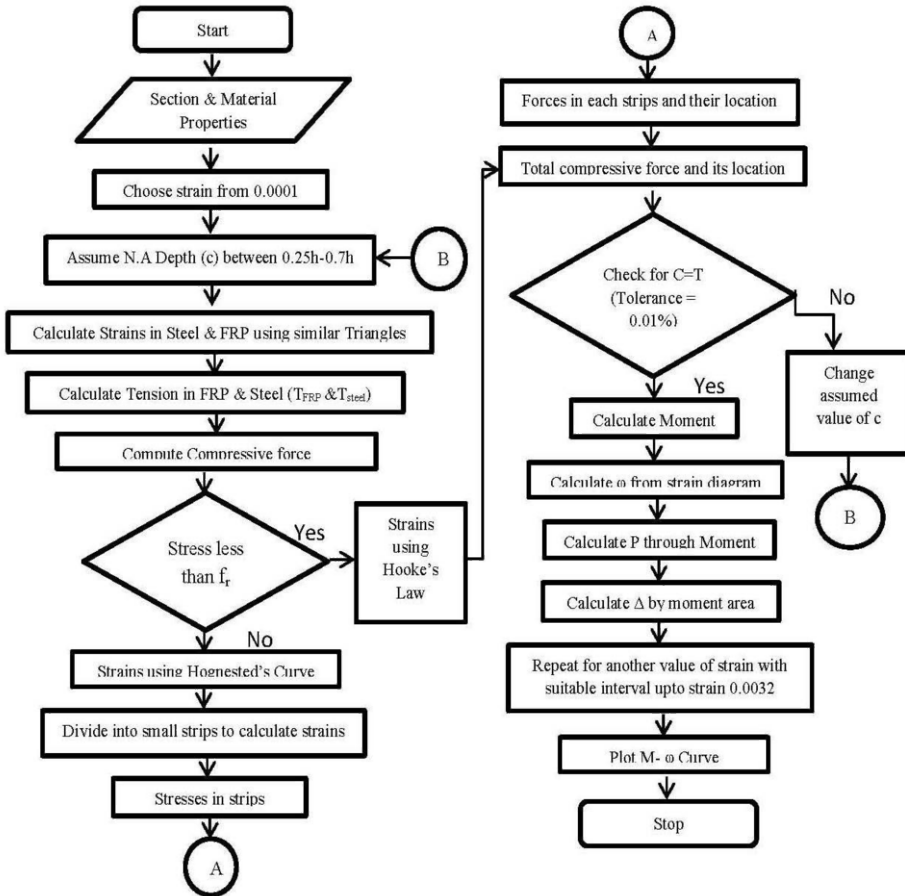 Start
Section & Material
Properties
Choose strain from 0.0001
Assume N.A Depth (c) between 0.25h-0.7h
B
Calculate Strains in Steel & FRP using similar Triangles
Calculate Tension in FRP & Steel (TFRP &Tsteel)
Compute Compressive force
Stress less
than fr
Yes
Strains
using
Hooke's
Law
No
Strains using Hognested's Curve
Divide into small strips to calculate strains
Stresses in strips
A
A
Forces in each strips and their location
Total compressive force and its location
Check for C=T
(Tolerance =
0.01%)
No
Change
assumed
value of c
B
Yes
Calculate Moment
Calculate φ from strain diagram
Calculate P through Moment
Calculate Δ by moment area
Repeat for another value of strain with
suitable interval upto strain 0.0032
Plot M- φ Curve
Stop